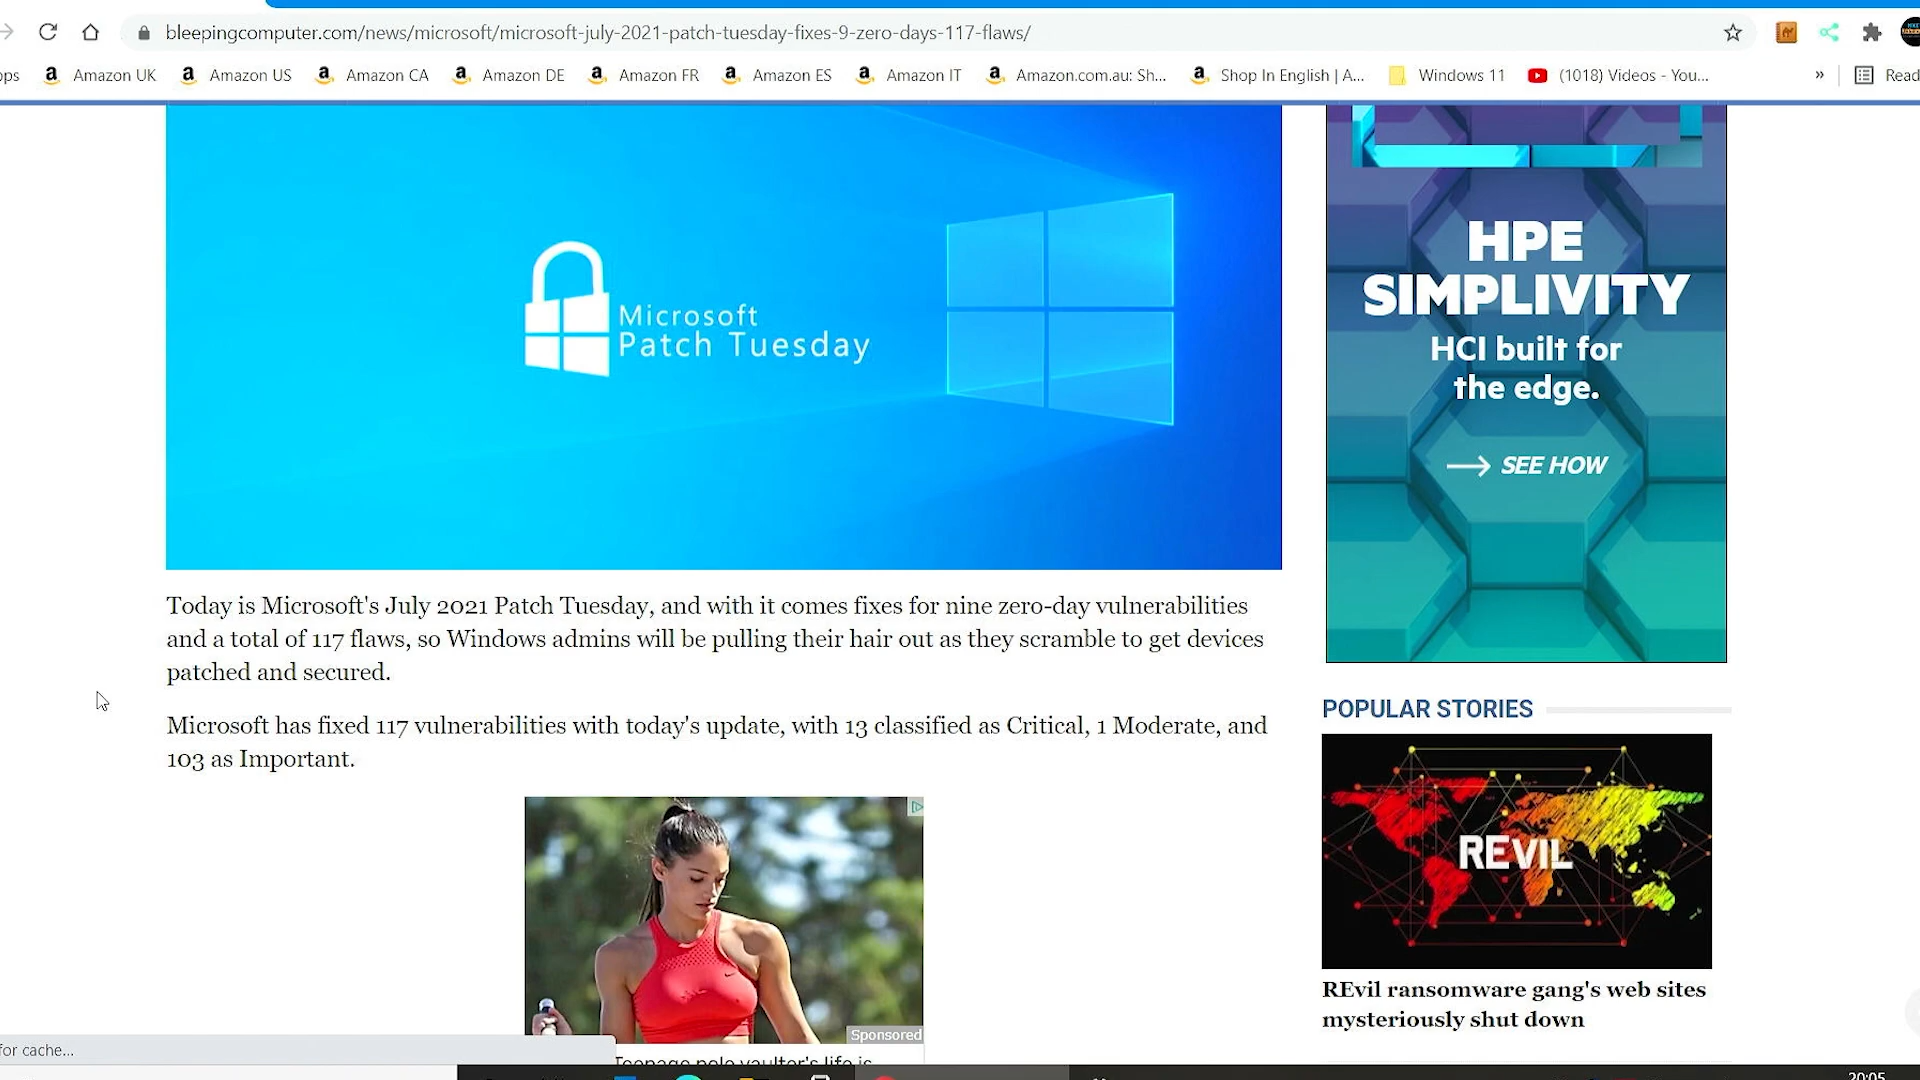 bleepingcomputer.com/news/microsoft/microsoft-july-2021-patch-tuesday-fixes-9-zero-days-117-flaws/
Amazon UK Amazon US Amazon CA Amazon DE Amazon FR Amazon ES Amazon IT Amazon.com.au: Sh... Shop In English | A... Windows 11 (1018) Videos - You... » Read
Microsoft
Patch Tuesday
HPE
SIMPLIVITY
HCI built for
the edge.
SEE HOW
Today is Microsoft's July 2021 Patch Tuesday, and with it comes fixes for nine zero-day vulnerabilities
and a total of 117 flaws, so Windows admins will be pulling their hair out as they scramble to get devices
patched and secured.
Microsoft has fixed 117 vulnerabilities with today's update, with 13 classified as Critical, 1 Moderate, and
103 as Important.
Sponsored
POPULAR STORIES
REVIL
REvil ransomware gang's web sites
mysteriously shut down
for cache...
Teenage pole vaulter's life is
20:05